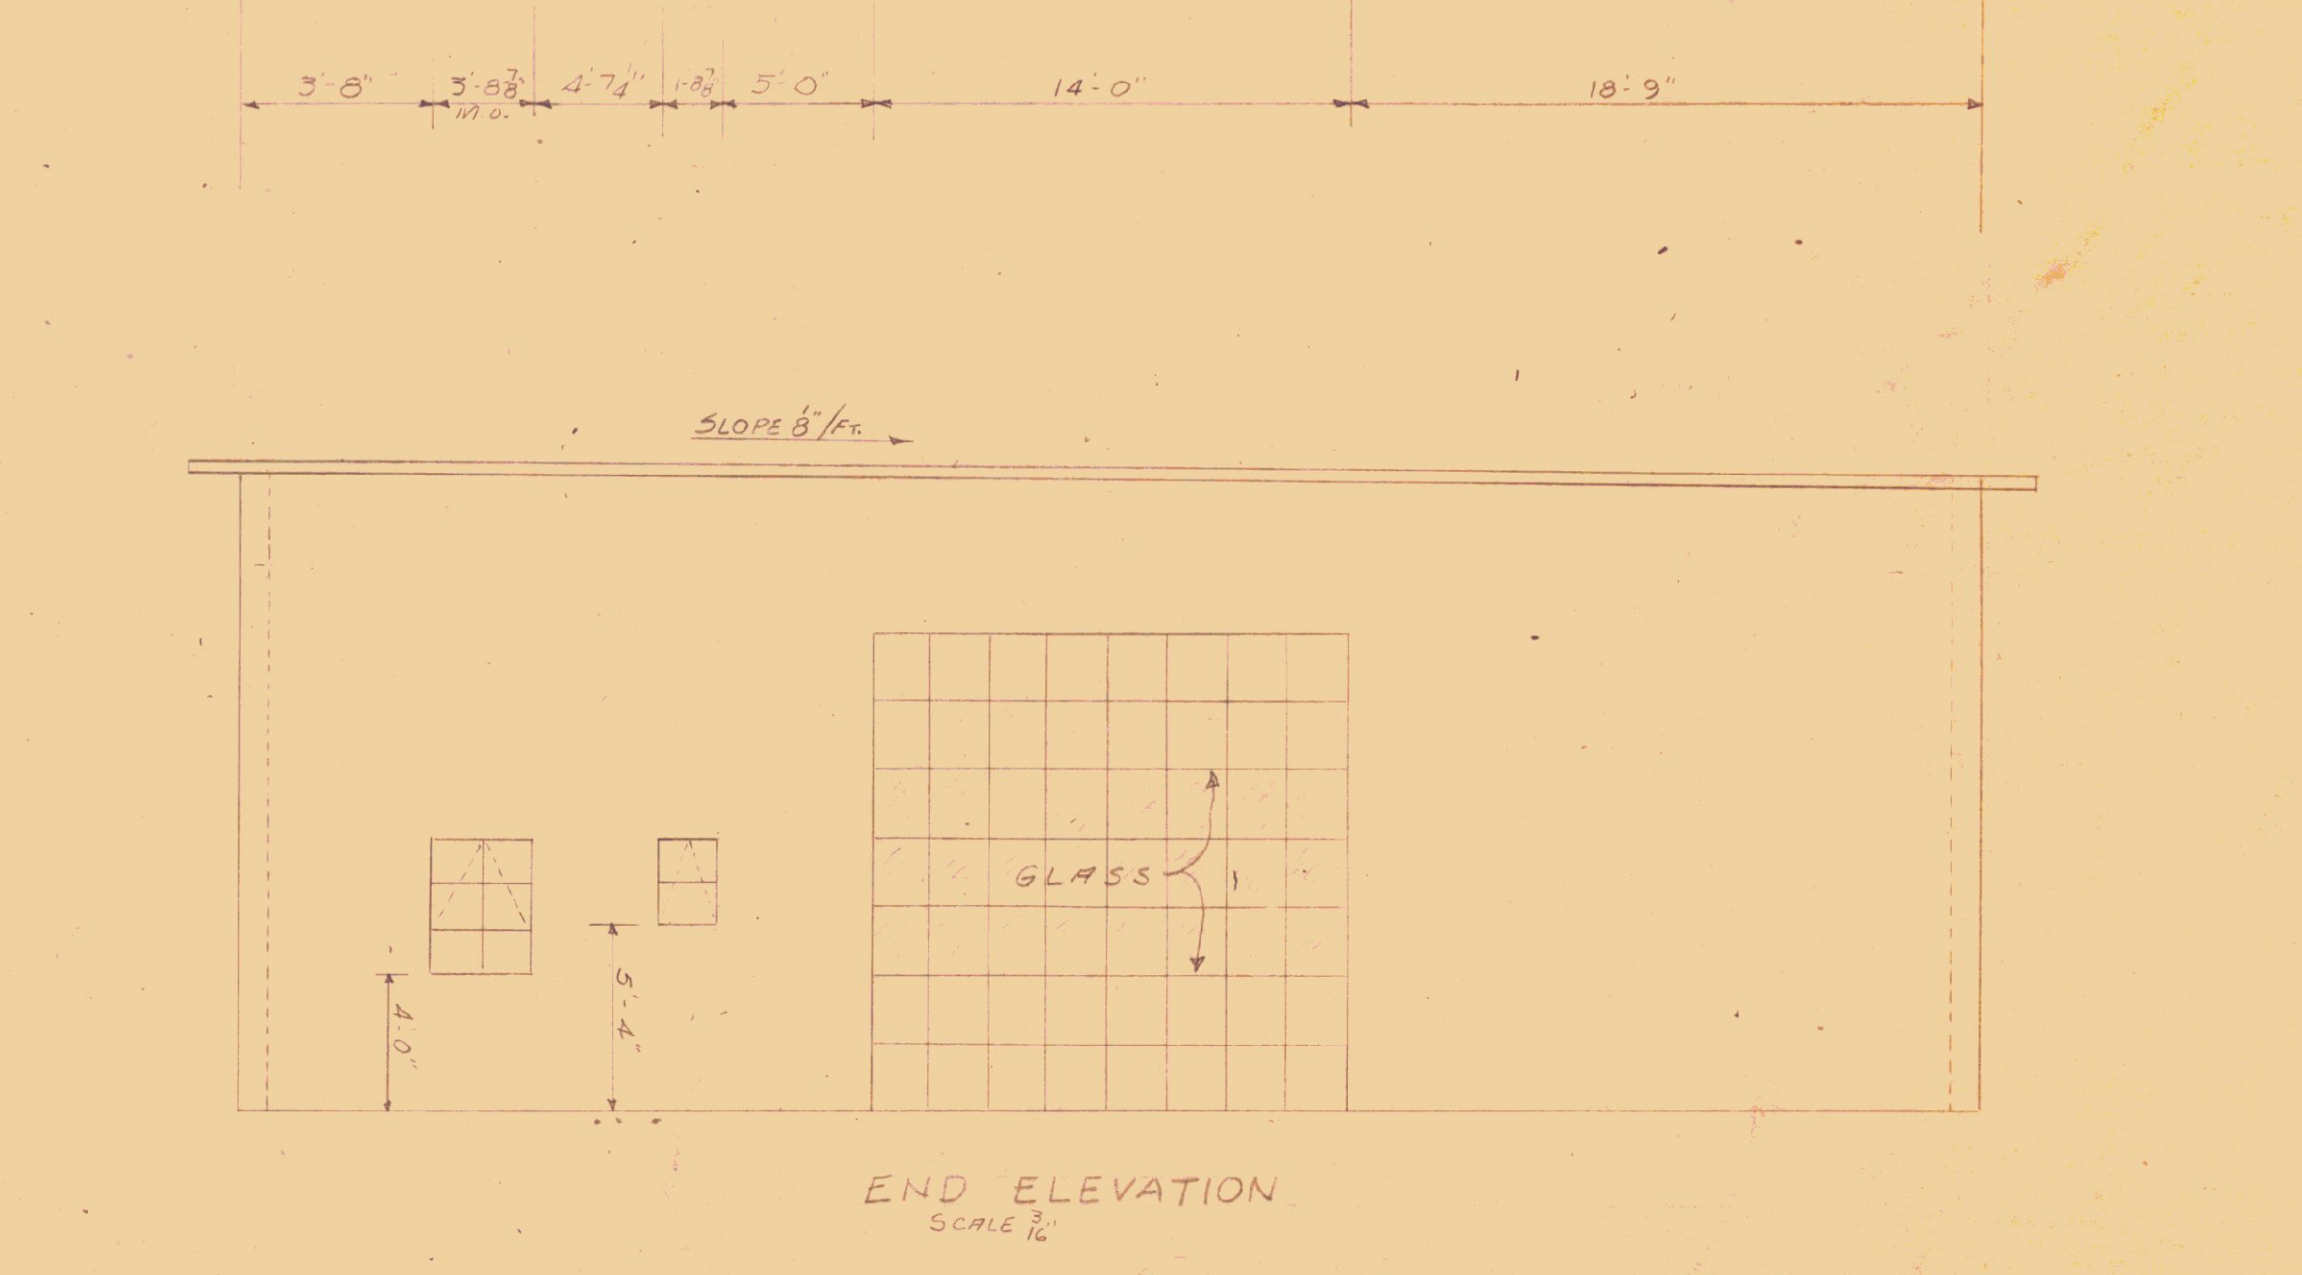 3'-8" 3'-8 7/8" 4'-7 1/4" 1'-8 7/8" 5'-0" 14'-0" 18'-9"
M.O.
SLOPE 1/8"/FT.
GLASS
4'-0"
5'-4"
END ELEVATION
SCALE 3/16"